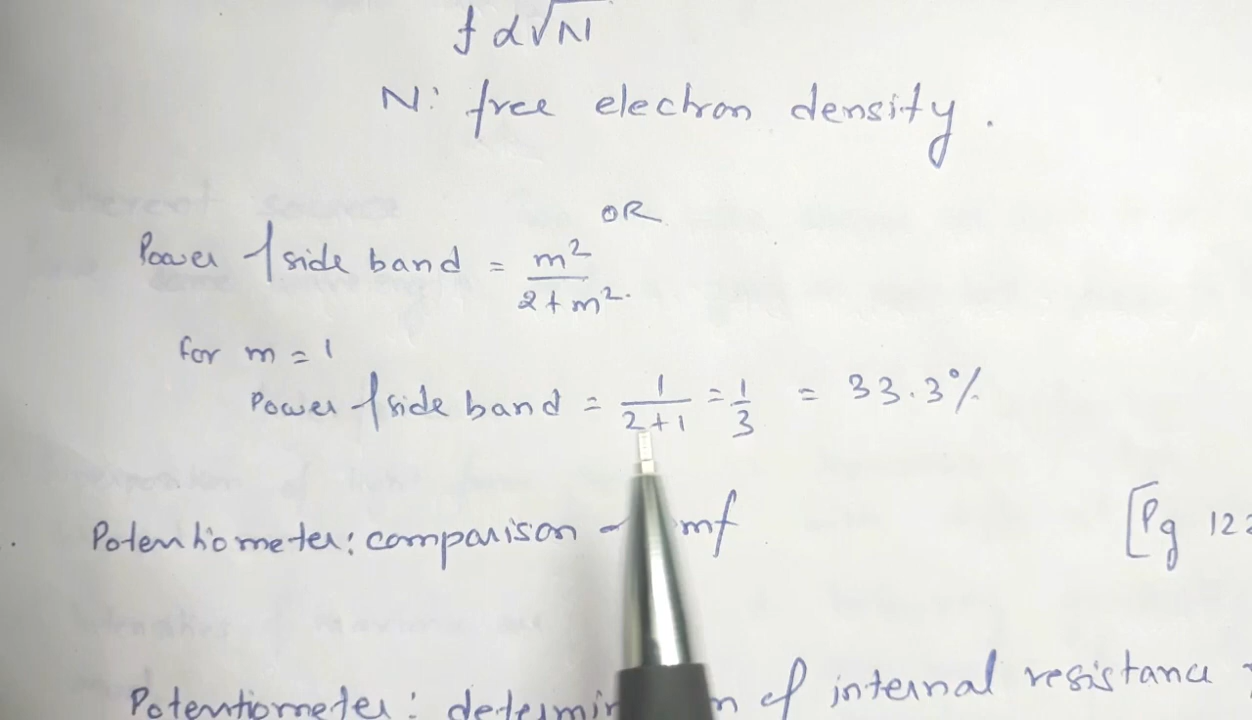 f α √N
N: free electron density.
OR
Power of side band = m² / 2 + m².
for m = 1
Power of side band = 1 / 2 + 1 = 1 / 3 = 33.3%
Potentiometer: comparison of mf [Pg 12
Potentiometer: of internal resistance